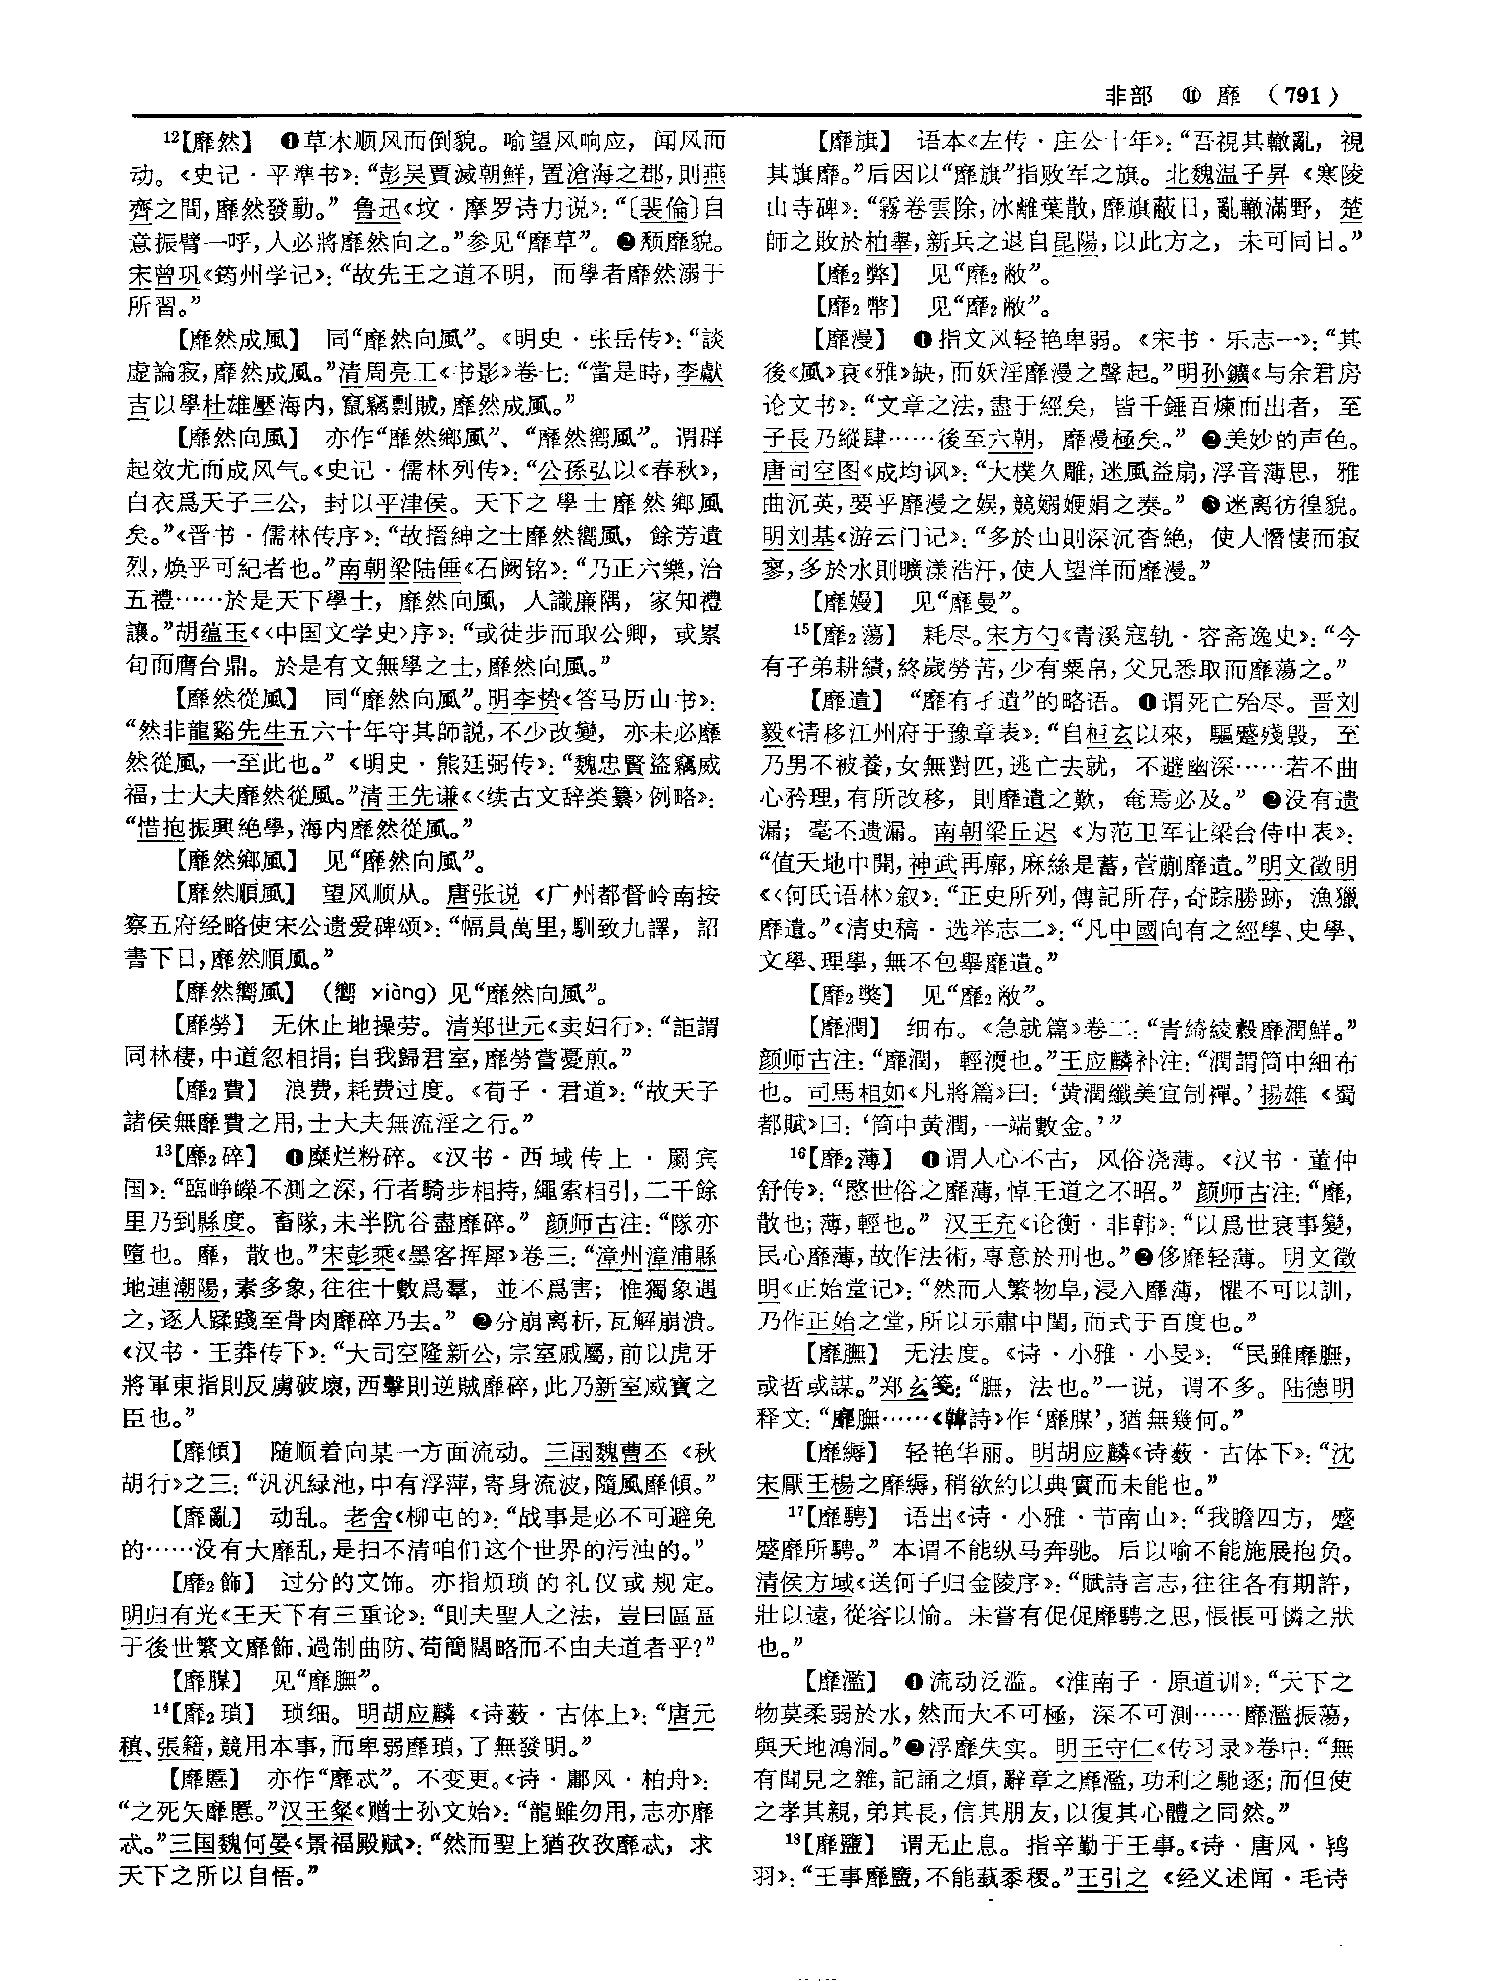 非部 ⑪ 靡 （791）
12【靡然】 ❶草木顺风而倒貌。喻望风响应，闻风而
动。《史记·平準书》：“彭吴賈滅朝鮮，置滄海之郡，則燕
齊之間，靡然發動。” 鲁迅《坟·摩罗诗力说》：“〔裴倫〕自
意振臂一呼，人必將靡然向之。”参见“靡草”。❷颓靡貌。
宋曾巩《筠州学记》：“故先王之道不明，而學者靡然溺于
所習。”
【靡然成風】 同“靡然向風”。《明史·张岳传》：“談
虚論寂，靡然成風。”清周亮工《书影》卷七：“當是時，李獻
吉以學杜雄壓海内，竄竊剽賊，靡然成風。”
【靡然向風】 亦作“靡然鄉風”、“靡然嚮風”。谓群
起效尤而成风气。《史记·儒林列传》：“公孫弘以《春秋》，
白衣爲天子三公，封以平津侯。天下之學士靡然鄉風
矣。”《晋书·儒林传序》：“故搢紳之士靡然嚮風，餘芳遺
烈，焕乎可紀者也。”南朝梁陆倕《石阙铭》：“乃正六樂，治
五禮……於是天下學士，靡然向風，人識廉隅，家知禮
讓。”胡蕴玉《〈中国文学史〉序》：“或徒步而取公卿，或累
旬而膺台鼎。於是有文無學之士，靡然向風。”
【靡然從風】 同“靡然向風”。明李贽《答马历山书》：
“然非龍谿先生五六十年守其師説，不少改變，亦未必靡
然從風，一至此也。”《明史·熊廷弼传》：“魏忠賢盜竊威
福，士大夫靡然從風。”清王先谦《〈续古文辞类纂〉例略》：
“惜抱振興絶學，海内靡然從風。”
【靡然鄉風】 见“靡然向風”。
【靡然順風】 望风顺从。唐张说《广州都督岭南按
察五府经略使宋公遗爱碑颂》：“幅員萬里，馴致九譯，詔
書下日，靡然順風。”
【靡然嚮風】 （嚮 xiàng）见“靡然向風”。
【靡勞】 无休止地操劳。清郑世元《卖妇行》：“詎謂
同林棲，中道忽相捐；自我歸君室，靡勞嘗憂煎。”
【靡2費】 浪费，耗费过度。《荀子·君道》：“故天子
諸侯無靡費之用，士大夫無流淫之行。”
13【靡2碎】 ❶糜烂粉碎。《汉书·西域传上·罽宾
国》：“臨崢嶸不測之深，行者騎步相持，繩索相引，二千餘
里乃到縣度。畜隊，未半阬谷盡靡碎。”颜师古注：“隊亦
墮也。靡，散也。”宋彭乘《墨客挥犀》卷三：“漳州漳浦縣
地連潮陽，素多象，往往十數爲羣，並不爲害；惟獨象遇
之，逐人蹂踐至骨肉靡碎乃去。”❷分崩离析，瓦解崩溃。
《汉书·王莽传下》：“大司空隆新公，宗室戚屬，前以虎牙
將軍東指則反虜破壞，西擊則逆賊靡碎，此乃新室威寶之
臣也。”
【靡傾】 随顺着向某一方面流动。三国魏曹丕《秋
胡行》之三：“汎汎緑池，中有浮萍，寄身流波，隨風靡傾。”
【靡亂】 动乱。老舍《柳屯的》：“战事是必不可避免
的……没有大靡乱，是扫不清咱们这个世界的污浊的。”
【靡2飾】 过分的文饰。亦指烦琐的礼仪或规定。
明归有光《王天下有三重论》：“則夫聖人之法，豈曰區區
于後世繁文靡飾、過制曲防、苟簡闊略而不由夫道者乎？”
【靡腜】 见“靡膴”。
14【靡2瑣】 琐细。明胡应麟《诗薮·古体上》：“唐元
稹、張籍，競用本事，而卑弱靡瑣，了無發明。”
【靡慝】 亦作“靡忒”。不变更。《诗·鄘风·柏舟》：
“之死矢靡慝。”汉王粲《赠士孙文始》：“龍雖勿用，志亦靡
忒。”三国魏何晏《景福殿赋》：“然而聖上猶孜孜靡忒，求
天下之所以自悟。”
【靡旗】 语本《左传·庄公十年》：“吾視其轍亂，視
其旗靡。”后因以“靡旗”指败军之旗。北魏温子昇《寒陵
山寺碑》：“霧卷雲除，冰離葉散，靡旗蔽日，亂轍滿野，楚
師之敗於柏舉，新兵之退自昆陽，以此方之，未可同日。”
【靡2弊】 见“靡2敝”。
【靡2幣】 见“靡2敝”。
【靡漫】 ❶指文风轻艳卑弱。《宋书·乐志一》：“其
後《風》衰《雅》缺，而妖淫靡漫之聲起。”明孙鑛《与余君房
论文书》：“文章之法，盡于經矣，皆千錘百煉而出者，至
子長乃縱肆……後至六朝，靡漫極矣。”❷美妙的声色。
唐司空图《成均讽》：“大樸久雕，迷風益扇，浮音薄思，雅
曲沉英，要乎靡漫之娱，競嫋婹娟之奏。”❸迷离彷徨貌。
明刘基《游云门记》：“多於山則深沉杳絶，使人憯悽而寂
寥，多於水則曠漾浩汗，使人望洋而靡漫。”
【靡嫚】 见“靡曼”。
15【靡2蕩】 耗尽。宋方勺《青溪寇轨·容斋逸史》：“今
有子弟耕績，終歲勞苦，少有粟帛，父兄悉取而靡蕩之。”
【靡遺】 “靡有孑遺”的略语。❶谓死亡殆尽。晋刘
毅《请移江州府于豫章表》：“自桓玄以來，驅蹙殘毁，至
乃男不被養，女無對匹，逃亡去就，不避幽深……若不曲
心矜理，有所改移，則靡遺之歎，奄焉必及。”❷没有遗
漏；毫不遗漏。南朝梁丘迟《为范卫军让梁台侍中表》：
“值天地中開，神武再廓，麻絲是蓄，菅蒯靡遺。”明文徵明
《〈何氏语林〉叙》：“正史所列，傳記所存，奇踪勝跡，漁獵
靡遺。”《清史稿·选举志二》：“凡中國向有之經學、史學、
文學、理學，無不包舉靡遺。”
【靡2獘】 见“靡2敝”。
【靡潤】 细布。《急就篇》卷二：“青綺綾縠靡潤鮮。”
颜师古注：“靡潤，輕𣿫也。”王应麟补注：“潤謂筒中細布
也。司馬相如《凡將篇》曰：‘黄潤纖美宜制襌。’揚雄《蜀
都賦》曰：‘筒中黄潤，一端數金。’”
16【靡2薄】 ❶谓人心不古，风俗浇薄。《汉书·董仲
舒传》：“愍世俗之靡薄，悼王道之不昭。”颜师古注：“靡，
散也；薄，輕也。”汉王充《论衡·非韩》：“以爲世衰事變，
民心靡薄，故作法術，專意於刑也。”❷侈靡轻薄。明文徵
明《正始堂记》：“然而人繁物阜，浸入靡薄，懼不可以訓，
乃作正始之堂，所以示肅中閨，而式于百度也。”
【靡膴】 无法度。《诗·小雅·小旻》：“民雖靡膴，
或哲或謀。”郑玄笺：“膴，法也。”一说，谓不多。陆德明
释文：“靡膴……《韓詩》作‘靡腜’，猶無幾何。”
【靡縟】 轻艳华丽。明胡应麟《诗薮·古体下》：“沈
宋厭王楊之靡縟，稍欲約以典實而未能也。”
17【靡騁】 语出《诗·小雅·节南山》：“我瞻四方，蹙
蹙靡所騁。”本谓不能纵马奔驰。后以喻不能施展抱负。
清侯方域《送何子归金陵序》：“賦詩言志，往往各有期許，
壯以遠，從容以愉。未嘗有促促靡騁之思，悵悵可憐之狀
也。”
【靡濫】 ❶流动泛滥。《淮南子·原道训》：“天下之
物莫柔弱於水，然而大不可極，深不可測……靡濫振蕩，
與天地鴻洞。”❷浮靡失实。明王守仁《传习录》卷中：“無
有聞見之雜，記誦之煩，辭章之靡濫，功利之馳逐；而但使
之孝其親，弟其長，信其朋友，以復其心體之同然。”
18【靡盬】 谓无止息。指辛勤于王事。《诗·唐风·鸨
羽》：“王事靡盬，不能蓺黍稷。”王引之《经义述闻·毛诗